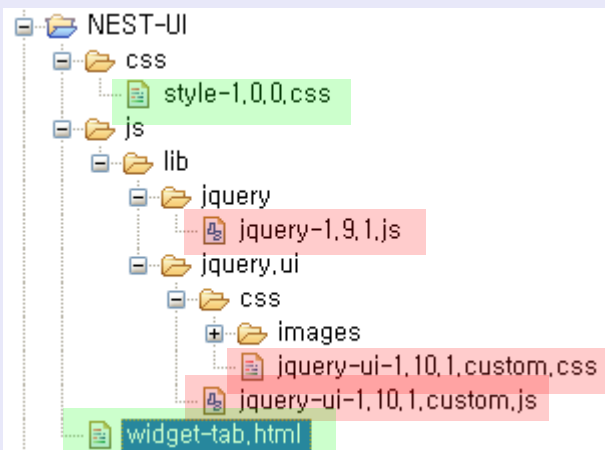 NEST-UI
css
style-1,0,0,css
js
lib
jquery
jquery-1,9,1,js
jquery,ui
css
images
jquery-ui-1,10,1,custom,css
jquery-ui-1,10,1,custom,js
widget-tab,html